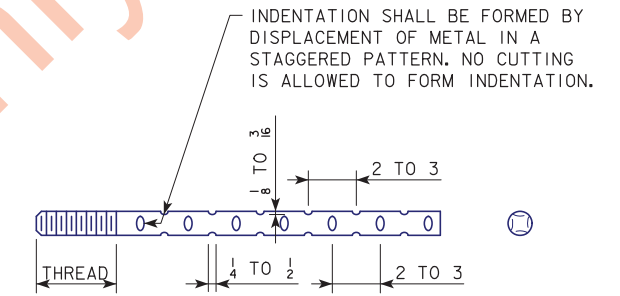 INDENTATION SHALL BE FORMED BY
DISPLACEMENT OF METAL IN A
STAGGERED PATTERN. NO CUTTING
IS ALLOWED TO FORM INDENTATION.
1/8 TO 3/16
2 TO 3
THREAD
1/4 TO 1/2
2 TO 3